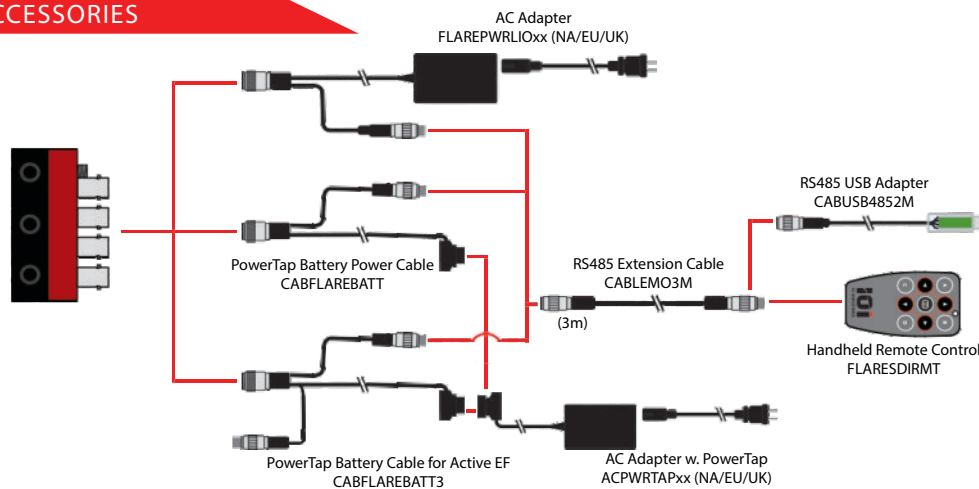 CCESSORIES
AC Adapter
FLAREPWRLIOxx (NA/EU/UK)
RS485 USB Adapter
CABUSB4852M
PowerTap Battery Power Cable
CABFLAREBATT
RS485 Extension Cable
CABLEMO3M
(3m)
Handheld Remote Control
FLARESDIRMT
PowerTap Battery Cable for Active EF
CABFLAREBATT3
AC Adapter w. PowerTap
ACPWRTAPxx (NA/EU/UK)